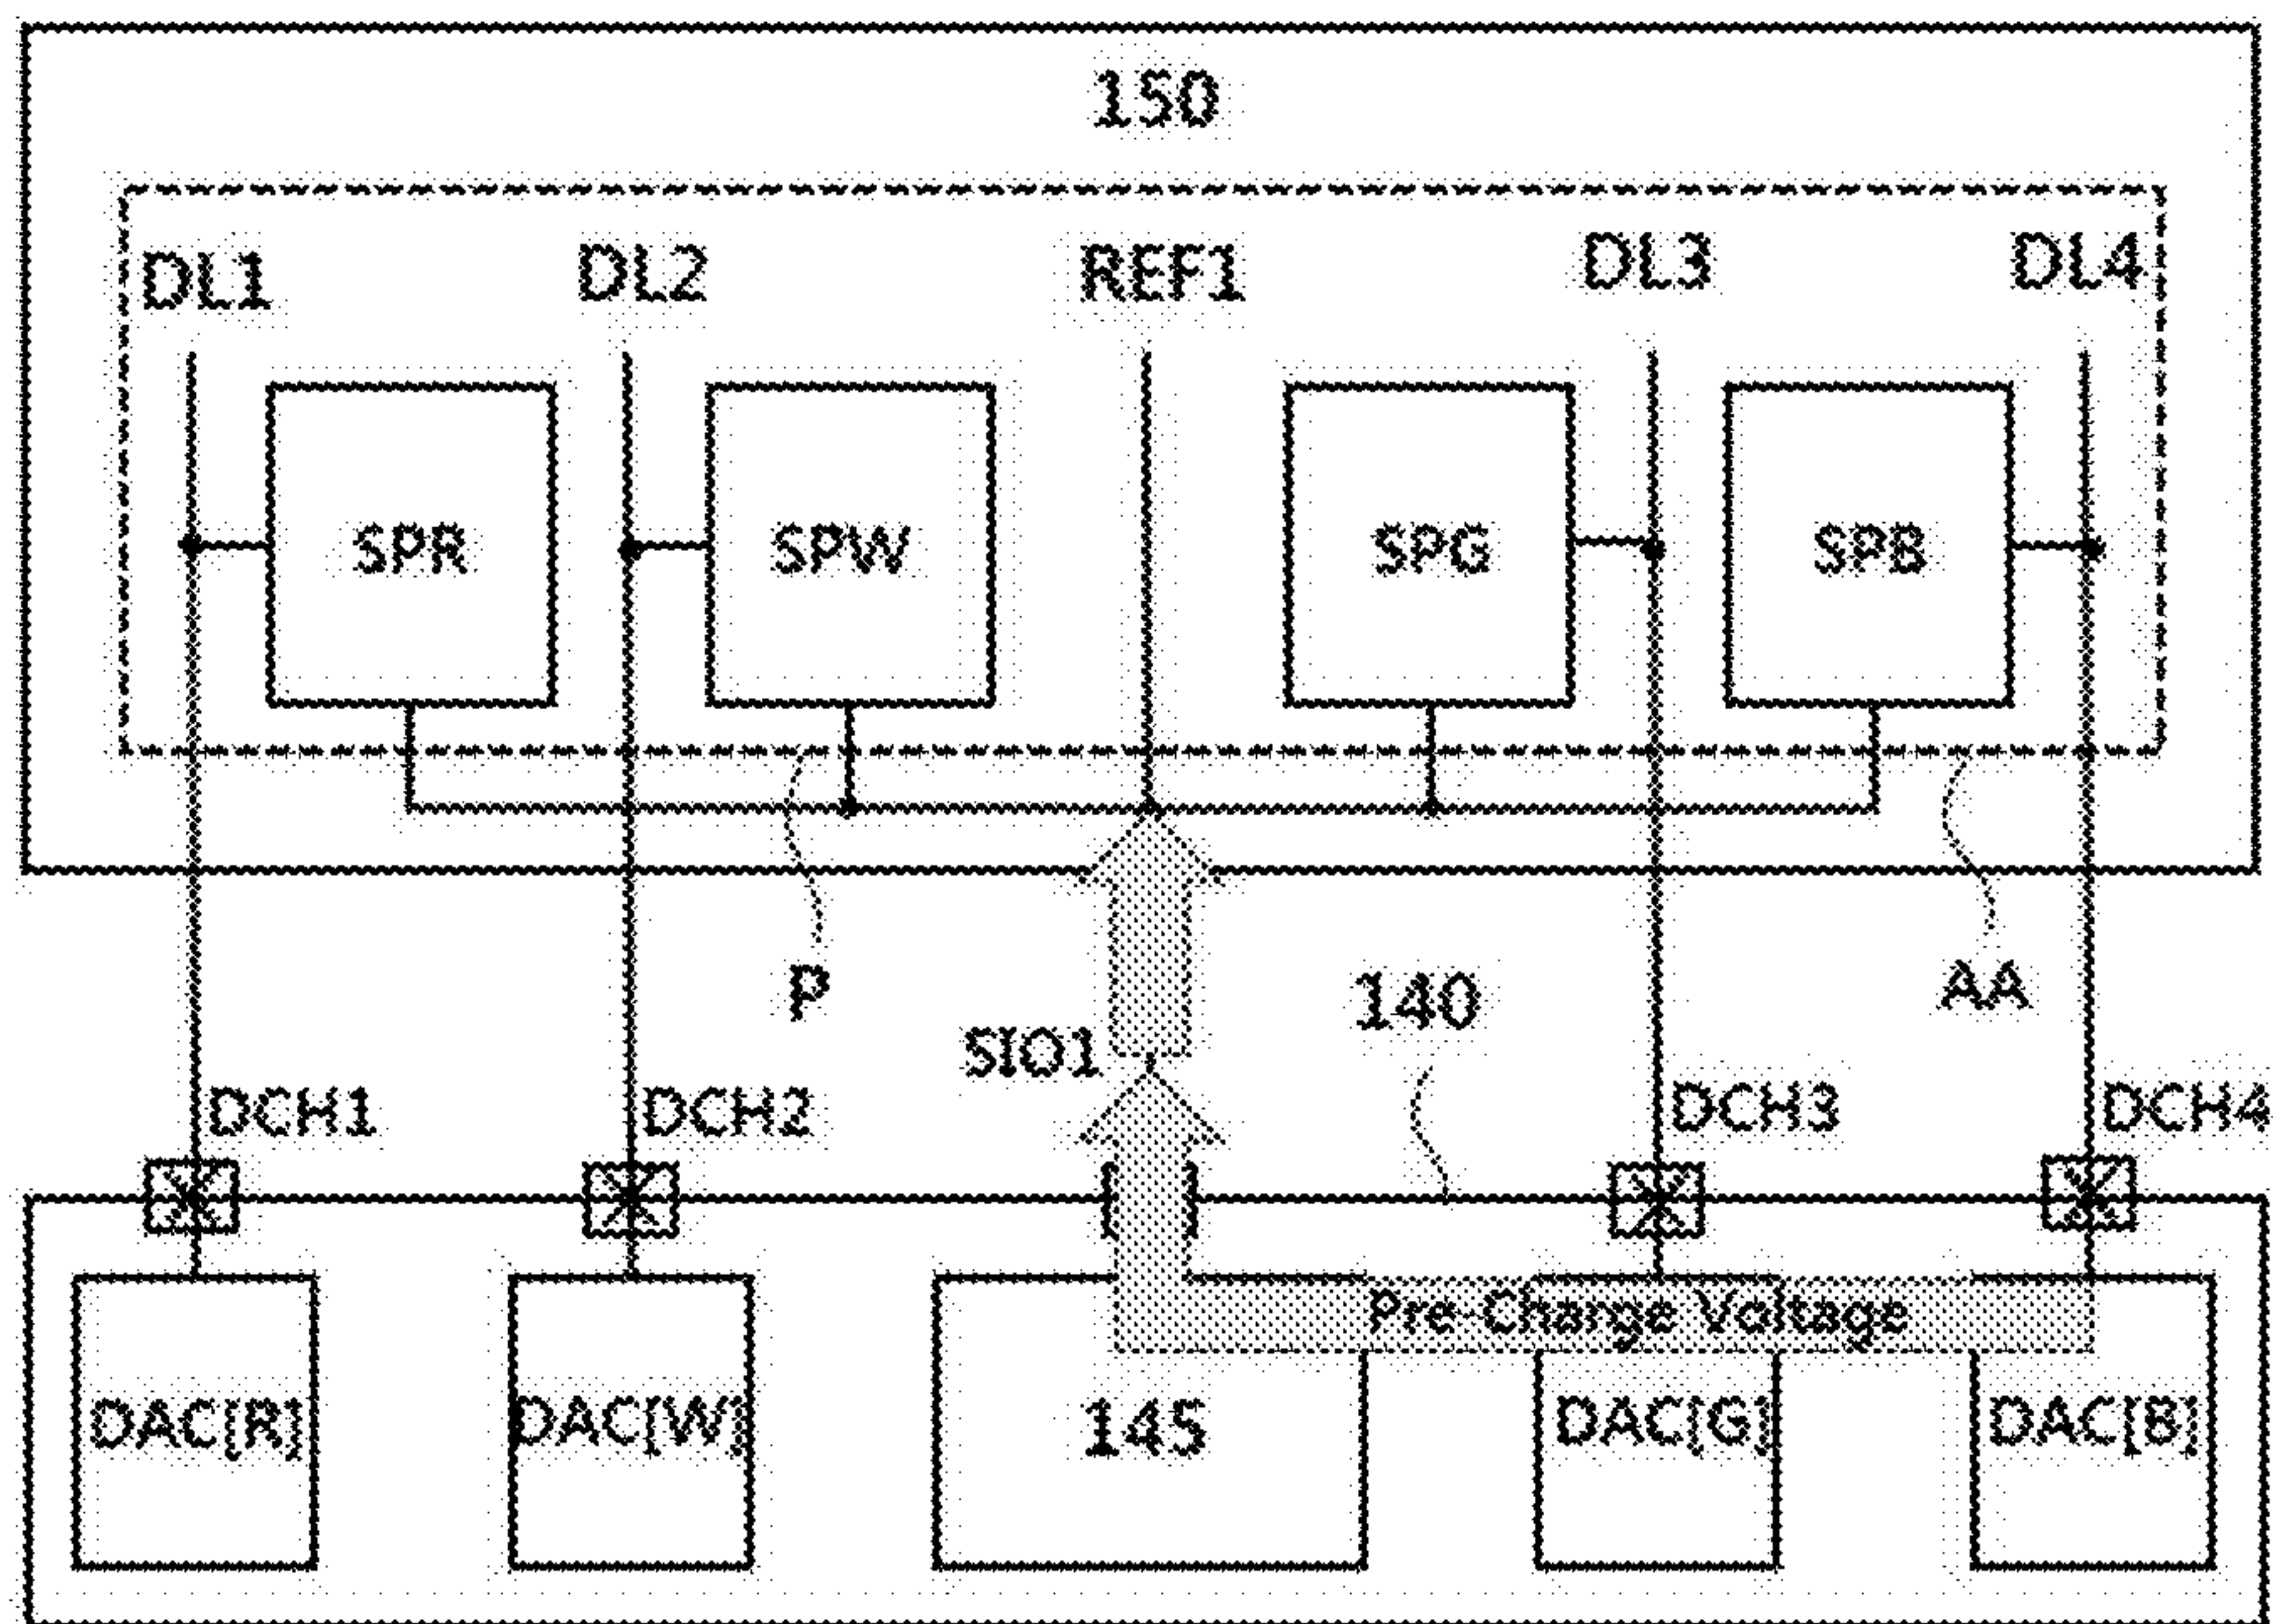 150
DL1 DL2 REF1 DL3 DL4
SPR SPW SPG SPB
P 140 AA
SIO1
DCH1 DCH2 DCH3 DCH4
Pre-Charge Voltage
DAC[R] DAC[W] 145 DAC[G] DAC[B]